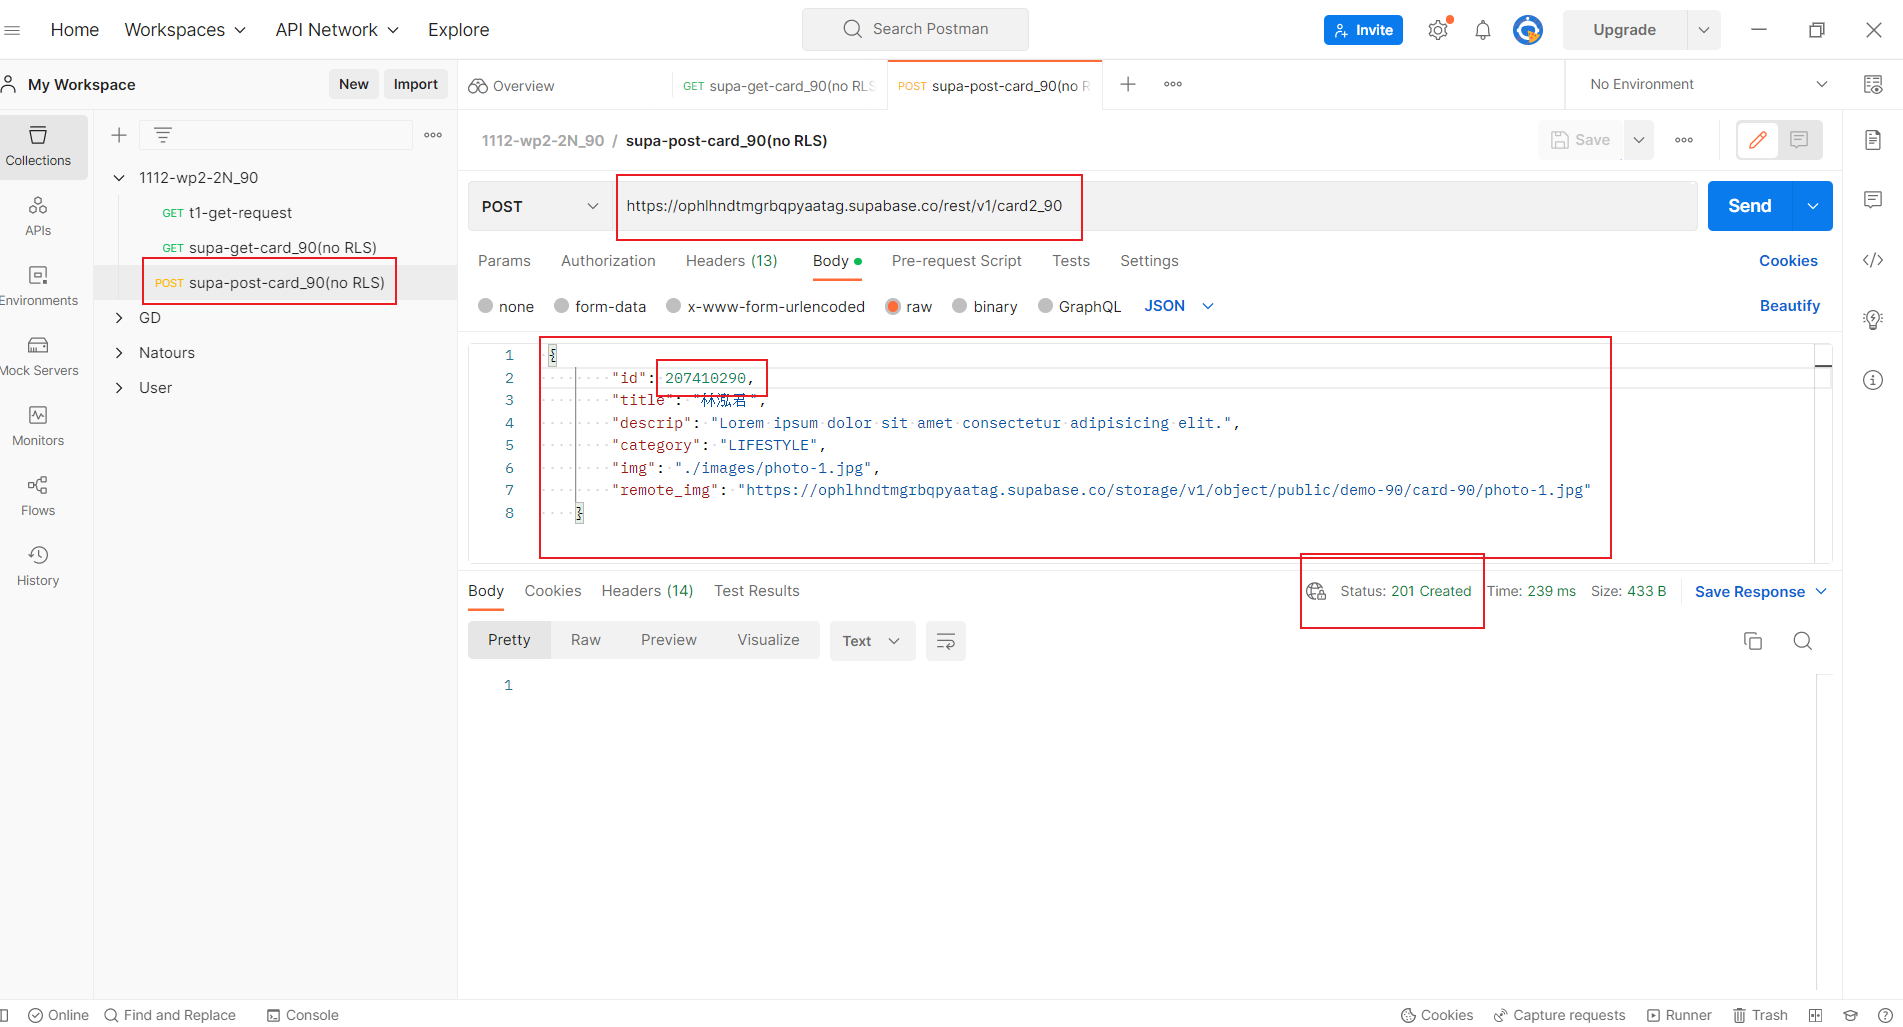 Home Workspaces API Network Explore Search Postman Invite Upgrade
My Workspace New Import Overview GET supa-get-card_90(no RLS POST supa-post-card_90(no R No Environment
Collections
APIs
Environments
Mock Servers
Monitors
Flows
History
1112-wp2-2N_90
GET t1-get-request
GET supa-get-card_90(no RLS)
POST supa-post-card_90(no RLS)
GD
Natours
User
1112-wp2-2N_90 / supa-post-card_90(no RLS) Save
POST https://ophlhndtmgrbqpyaatag.supabase.co/rest/v1/card2_90 Send
Params Authorization Headers (13) Body Pre-request Script Tests Settings Cookies
none form-data x-www-form-urlencoded raw binary GraphQL JSON Beautify
1 {
2 "id": 207410290,
3 "title": "林泓君",
4 "descrip": "Lorem ipsum dolor sit amet consectetur adipisicing elit.",
5 "category": "LIFESTYLE",
6 "img": "./images/photo-1.jpg",
7 "remote_img": "https://ophlhndtmgrbqpyaatag.supabase.co/storage/v1/object/public/demo-90/card-90/photo-1.jpg"
8 }
Body Cookies Headers (14) Test Results Status: 201 Created Time: 239 ms Size: 433 B Save Response
Pretty Raw Preview Visualize Text
1
Online Find and Replace Console Cookies Capture requests Runner Trash